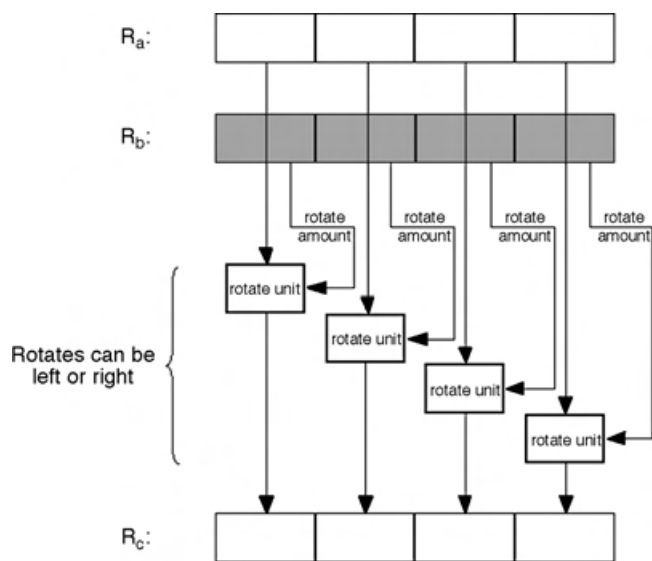 Ra:
Rb:
rotate
amount
rotate
amount
rotate
amount
rotate
amount
rotate unit
rotate unit
Rotates can be
left or right
rotate unit
rotate unit
Rc: